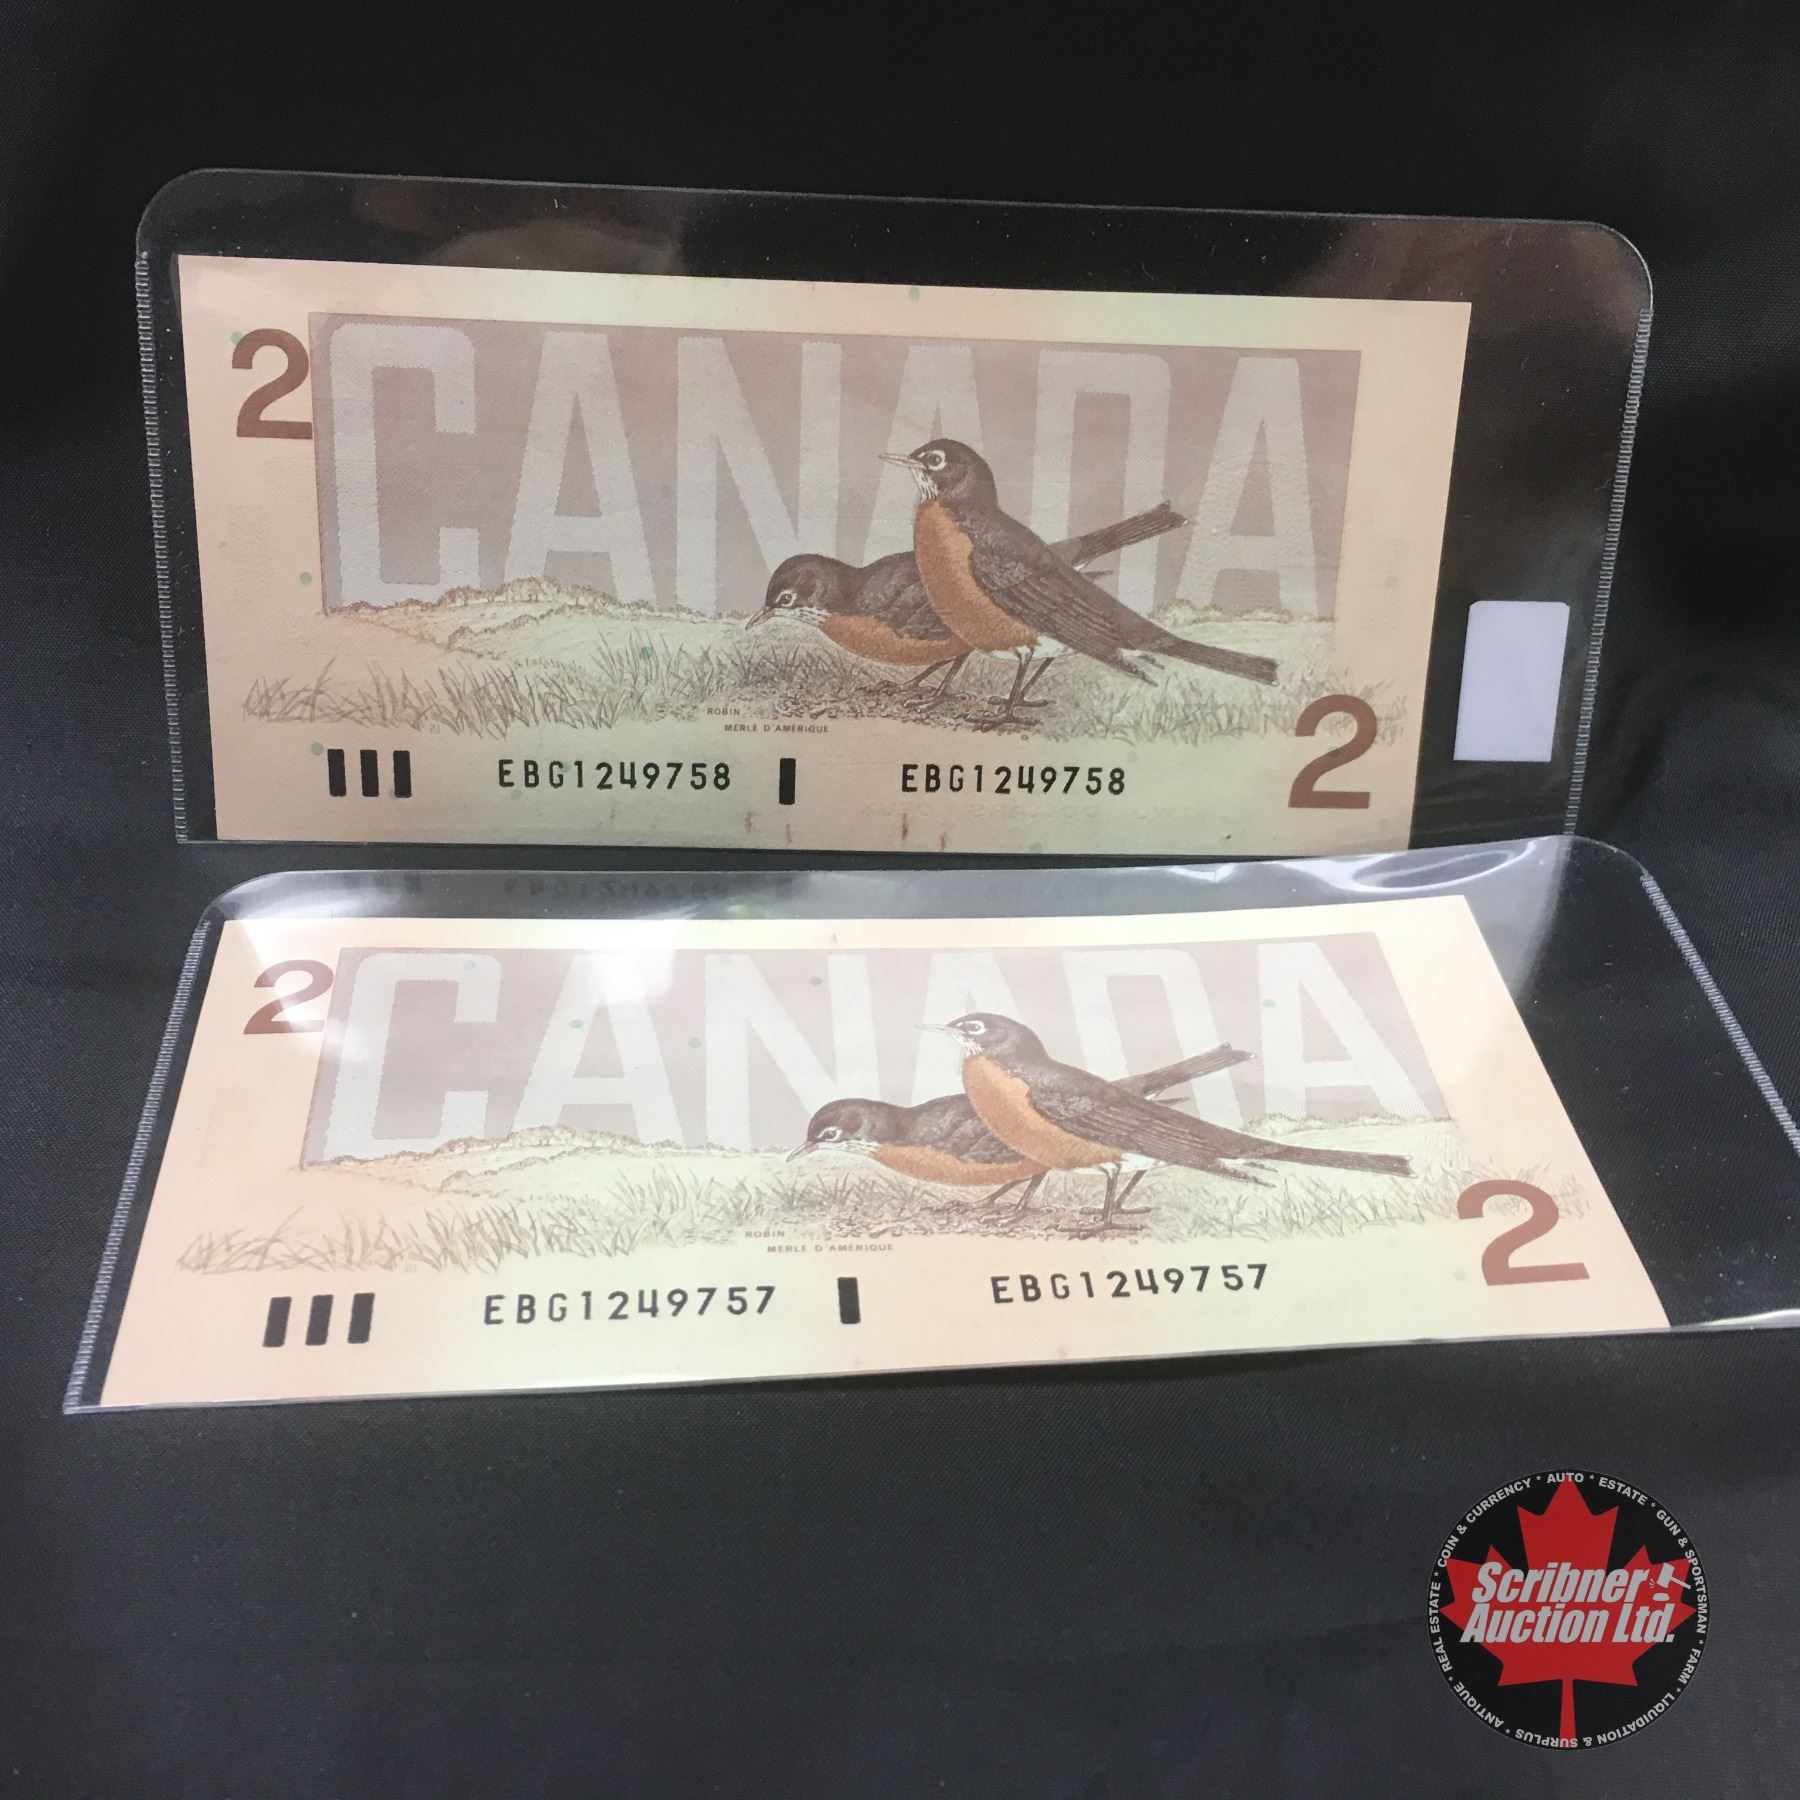 2
CANADA
ROBIN
MERLE D'AMÉRIQUE
EBG1249758 EBG1249758
2
2
CANADA
ROBIN
MERLE D'AMÉRIQUE
EBG1249757 EBG1249757
2
ANTIQUE * REAL ESTATE * COIN & CURRENCY * AUTO * ESTATE * GUN & SPORTSMAN * FARM * LIQUIDATION & SURPLUS *
Scribner
Auction Ltd.